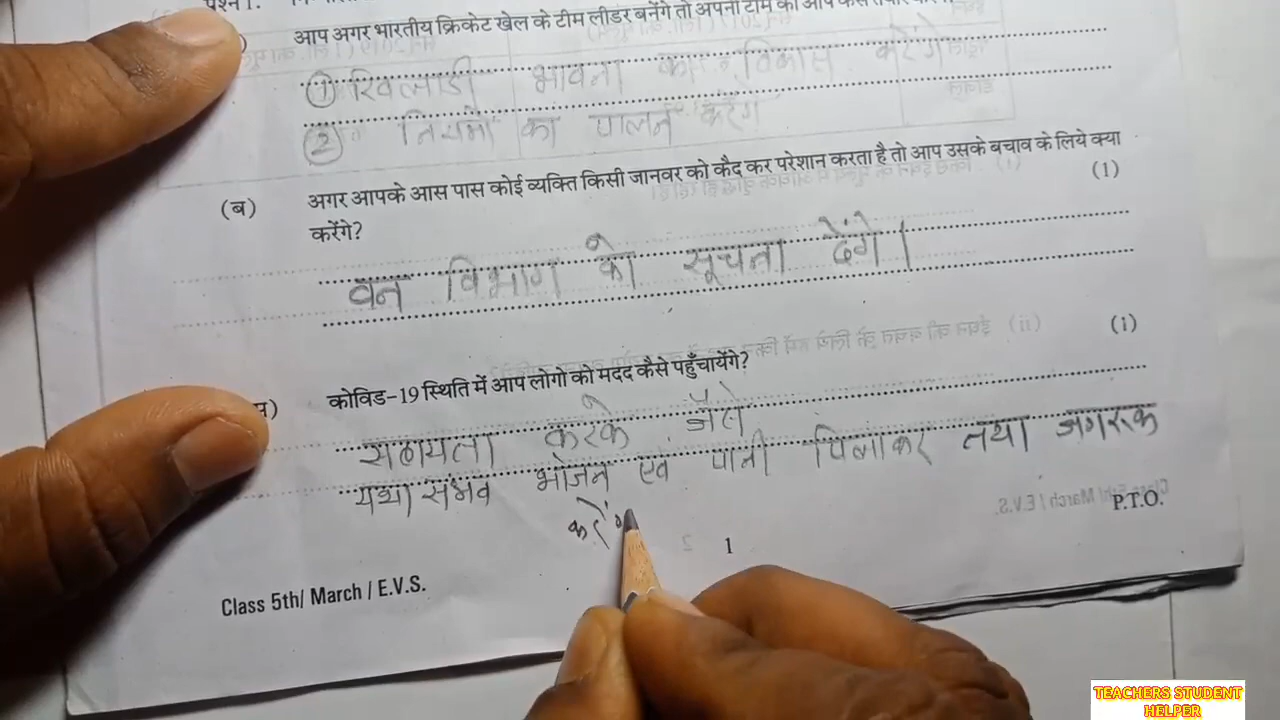 प्रश्न 1.
आप अगर भारतीय क्रिकेट खेल के टीम लीडर बनेंगे तो अपनी टीम को आप कैसे
① खिलाडी भावना का विकास करेंगे
② नियमों का पालन करेंगे
(ब) अगर आपके आस पास कोई व्यक्ति किसी जानवर को कैद कर परेशान करता है तो आप उसके बचाव के लिये क्या (1)
करेंगे?
वन विभाग को सूचना देंगे।
(i)
कोविड-19 स्थिति में आप लोगो को मदद कैसे पहुँचायेंगे?
सहायता करके जैसे
यथा संभव भोजन एवं पानी पिलाकर तथा जगरूक
करें
P.T.O.
1
Class 5th/ March / E.V.S.
TEACHERS STUDENT
HELPER